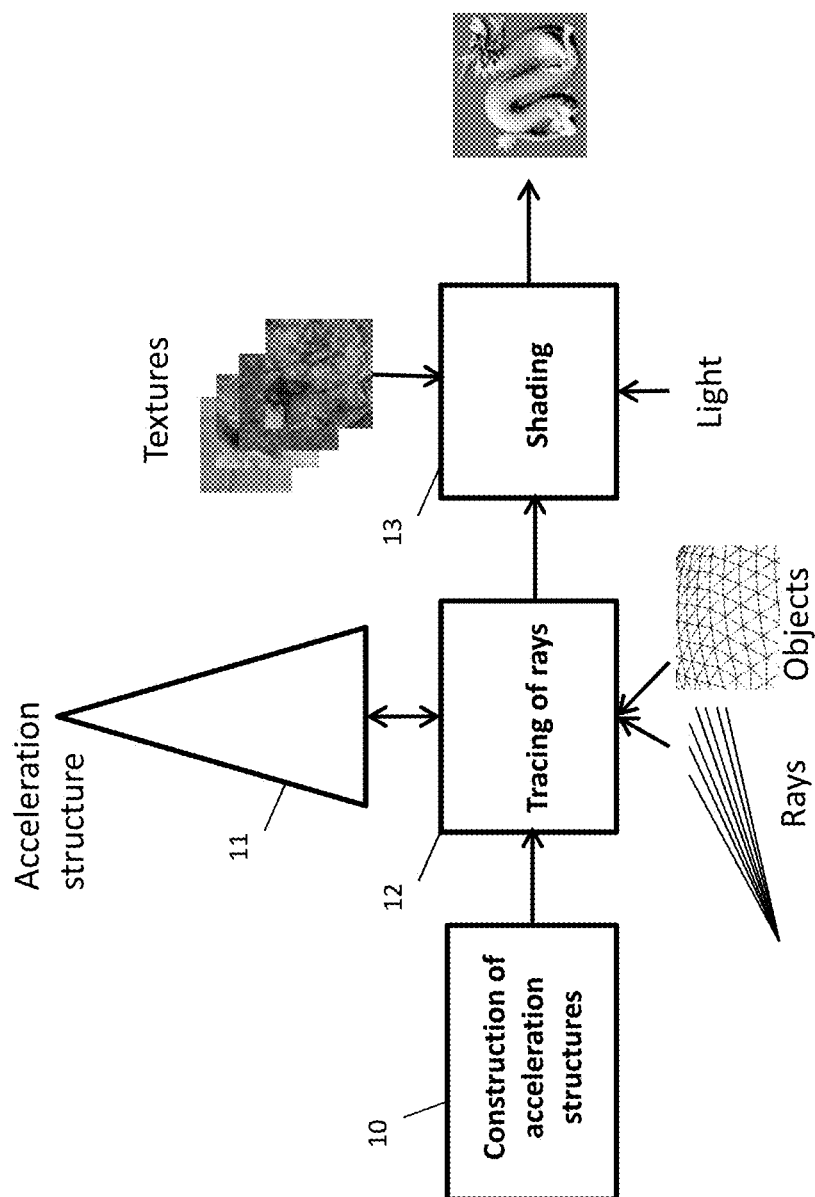 Acceleration
structure
Textures
11
12
13
10
Construction of
acceleration
structures
Tracing of rays
Shading
Rays
Objects
Light